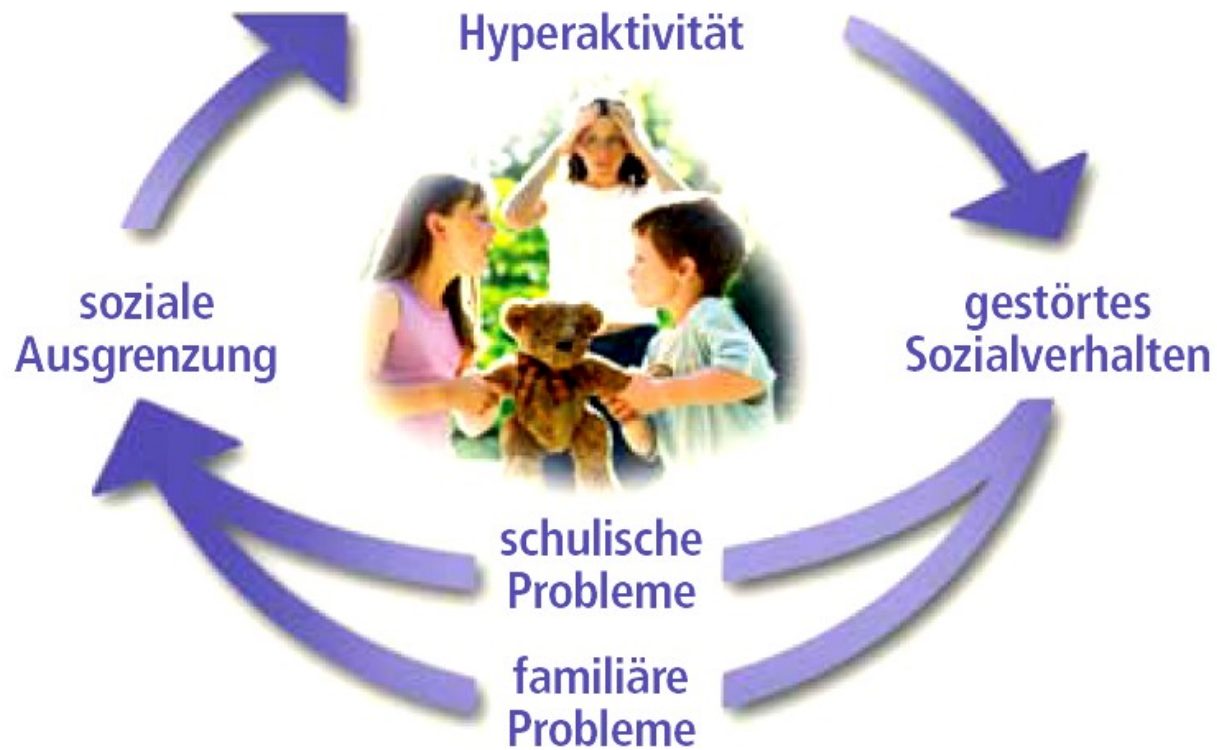 Hyperaktivität
gestörtes
Sozialverhalten
schulische
Probleme
familiäre
Probleme
soziale
Ausgrenzung